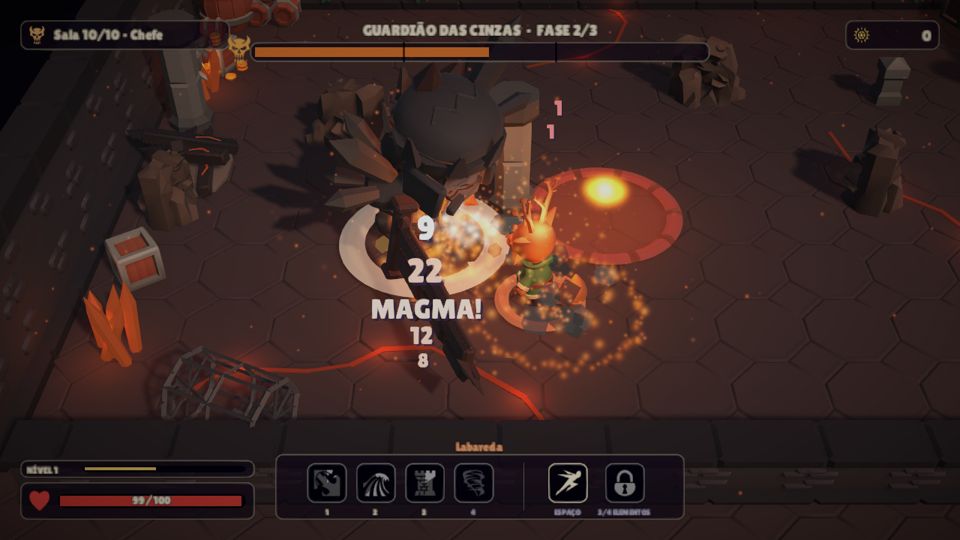 Sala 10/10 - Chefe
GUARDIÃO DAS CINZAS - FASE 2/3
0
1
1
9
22
MAGMA!
12
8
Labareda
NÍVEL 1
99/100
1
2
3
4
ESPAÇO
3/4 ELEMENTOS